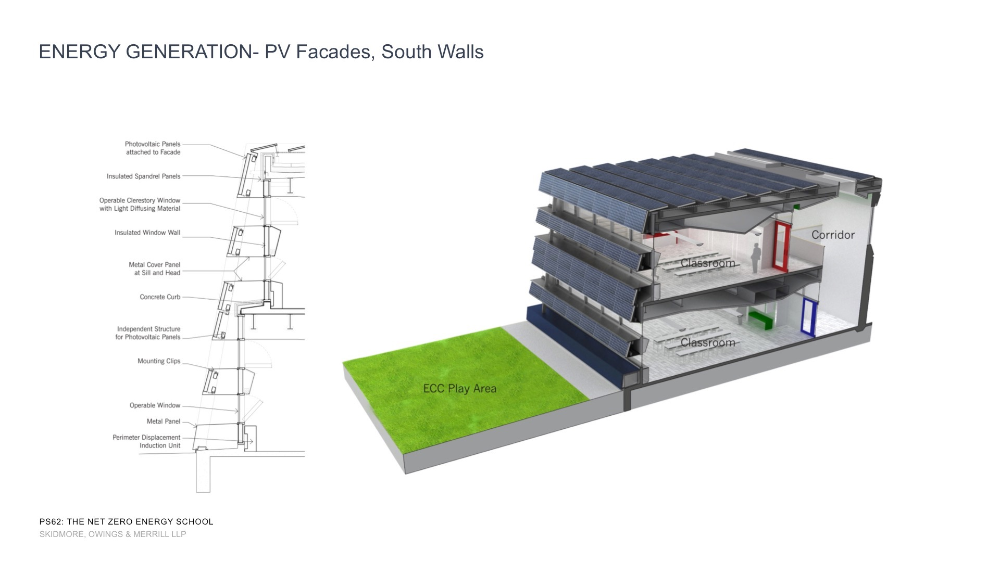 ENERGY GENERATION- PV Facades, South Walls
Photovoltaic Panels
attached to Facade
Insulated Spandrel Panels
Operable Clerestory Window
with Light Diffusing Material
Insulated Window Wall
Metal Cover Panel
at Sill and Head
Concrete Curb
Independent Structure
for Photovoltaic Panels
Mounting Clips
Operable Window
Metal Panel
Perimeter Displacement
Induction Unit
Corridor
Classroom
Classroom
ECC Play Area
PS62: THE NET ZERO ENERGY SCHOOL
SKIDMORE, OWINGS & MERRILL LLP